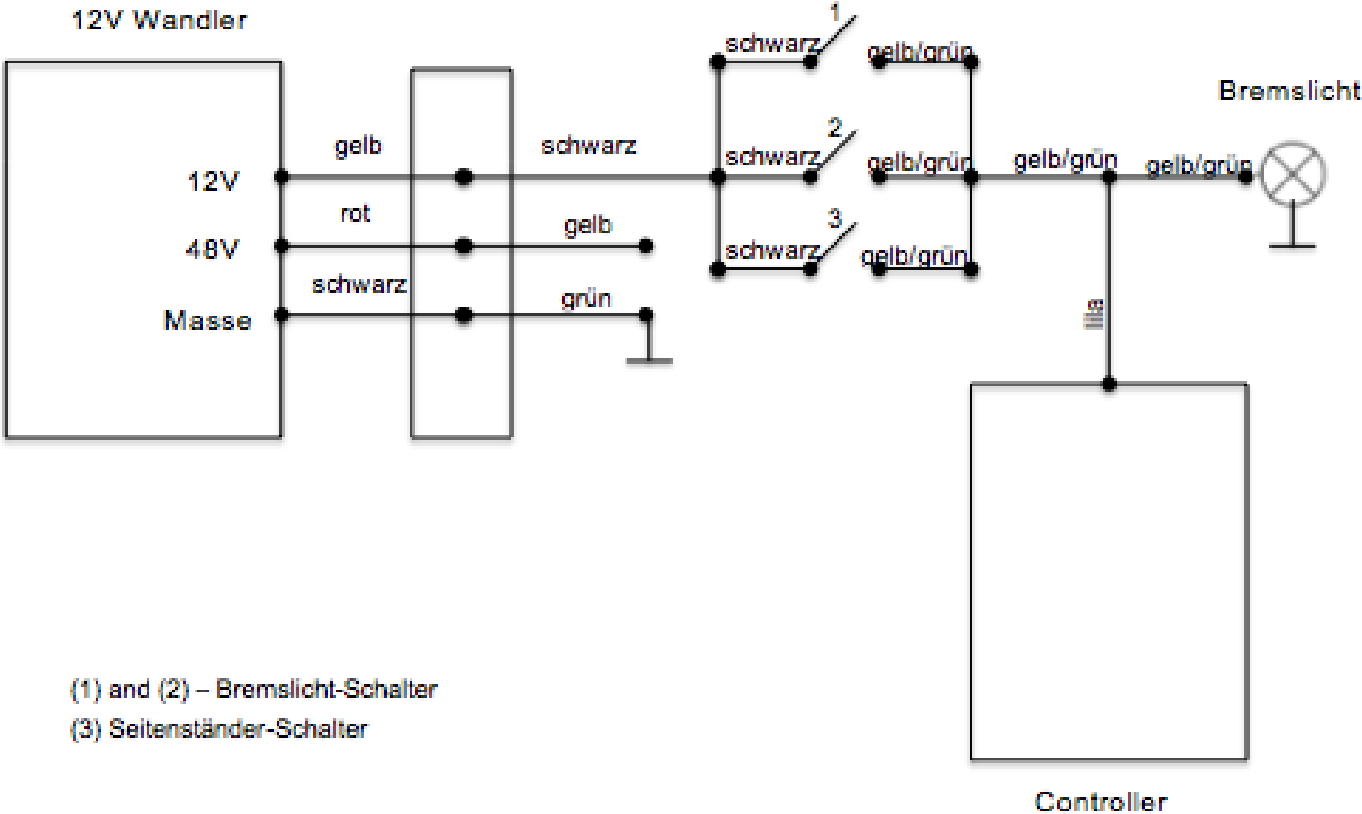 12V Wandler
1
schwarz
gelb/grün
Bremslicht
gelb
schwarz
2
schwarz
gelb/grün
gelb/grün
gelb/grün
12V
rot
3
gelb
48V
schwarz
gelb/grün
schwarz
grün
lila
Masse
(1) and (2) – Bremslicht-Schalter
(3) Seitenständer-Schalter
Controller